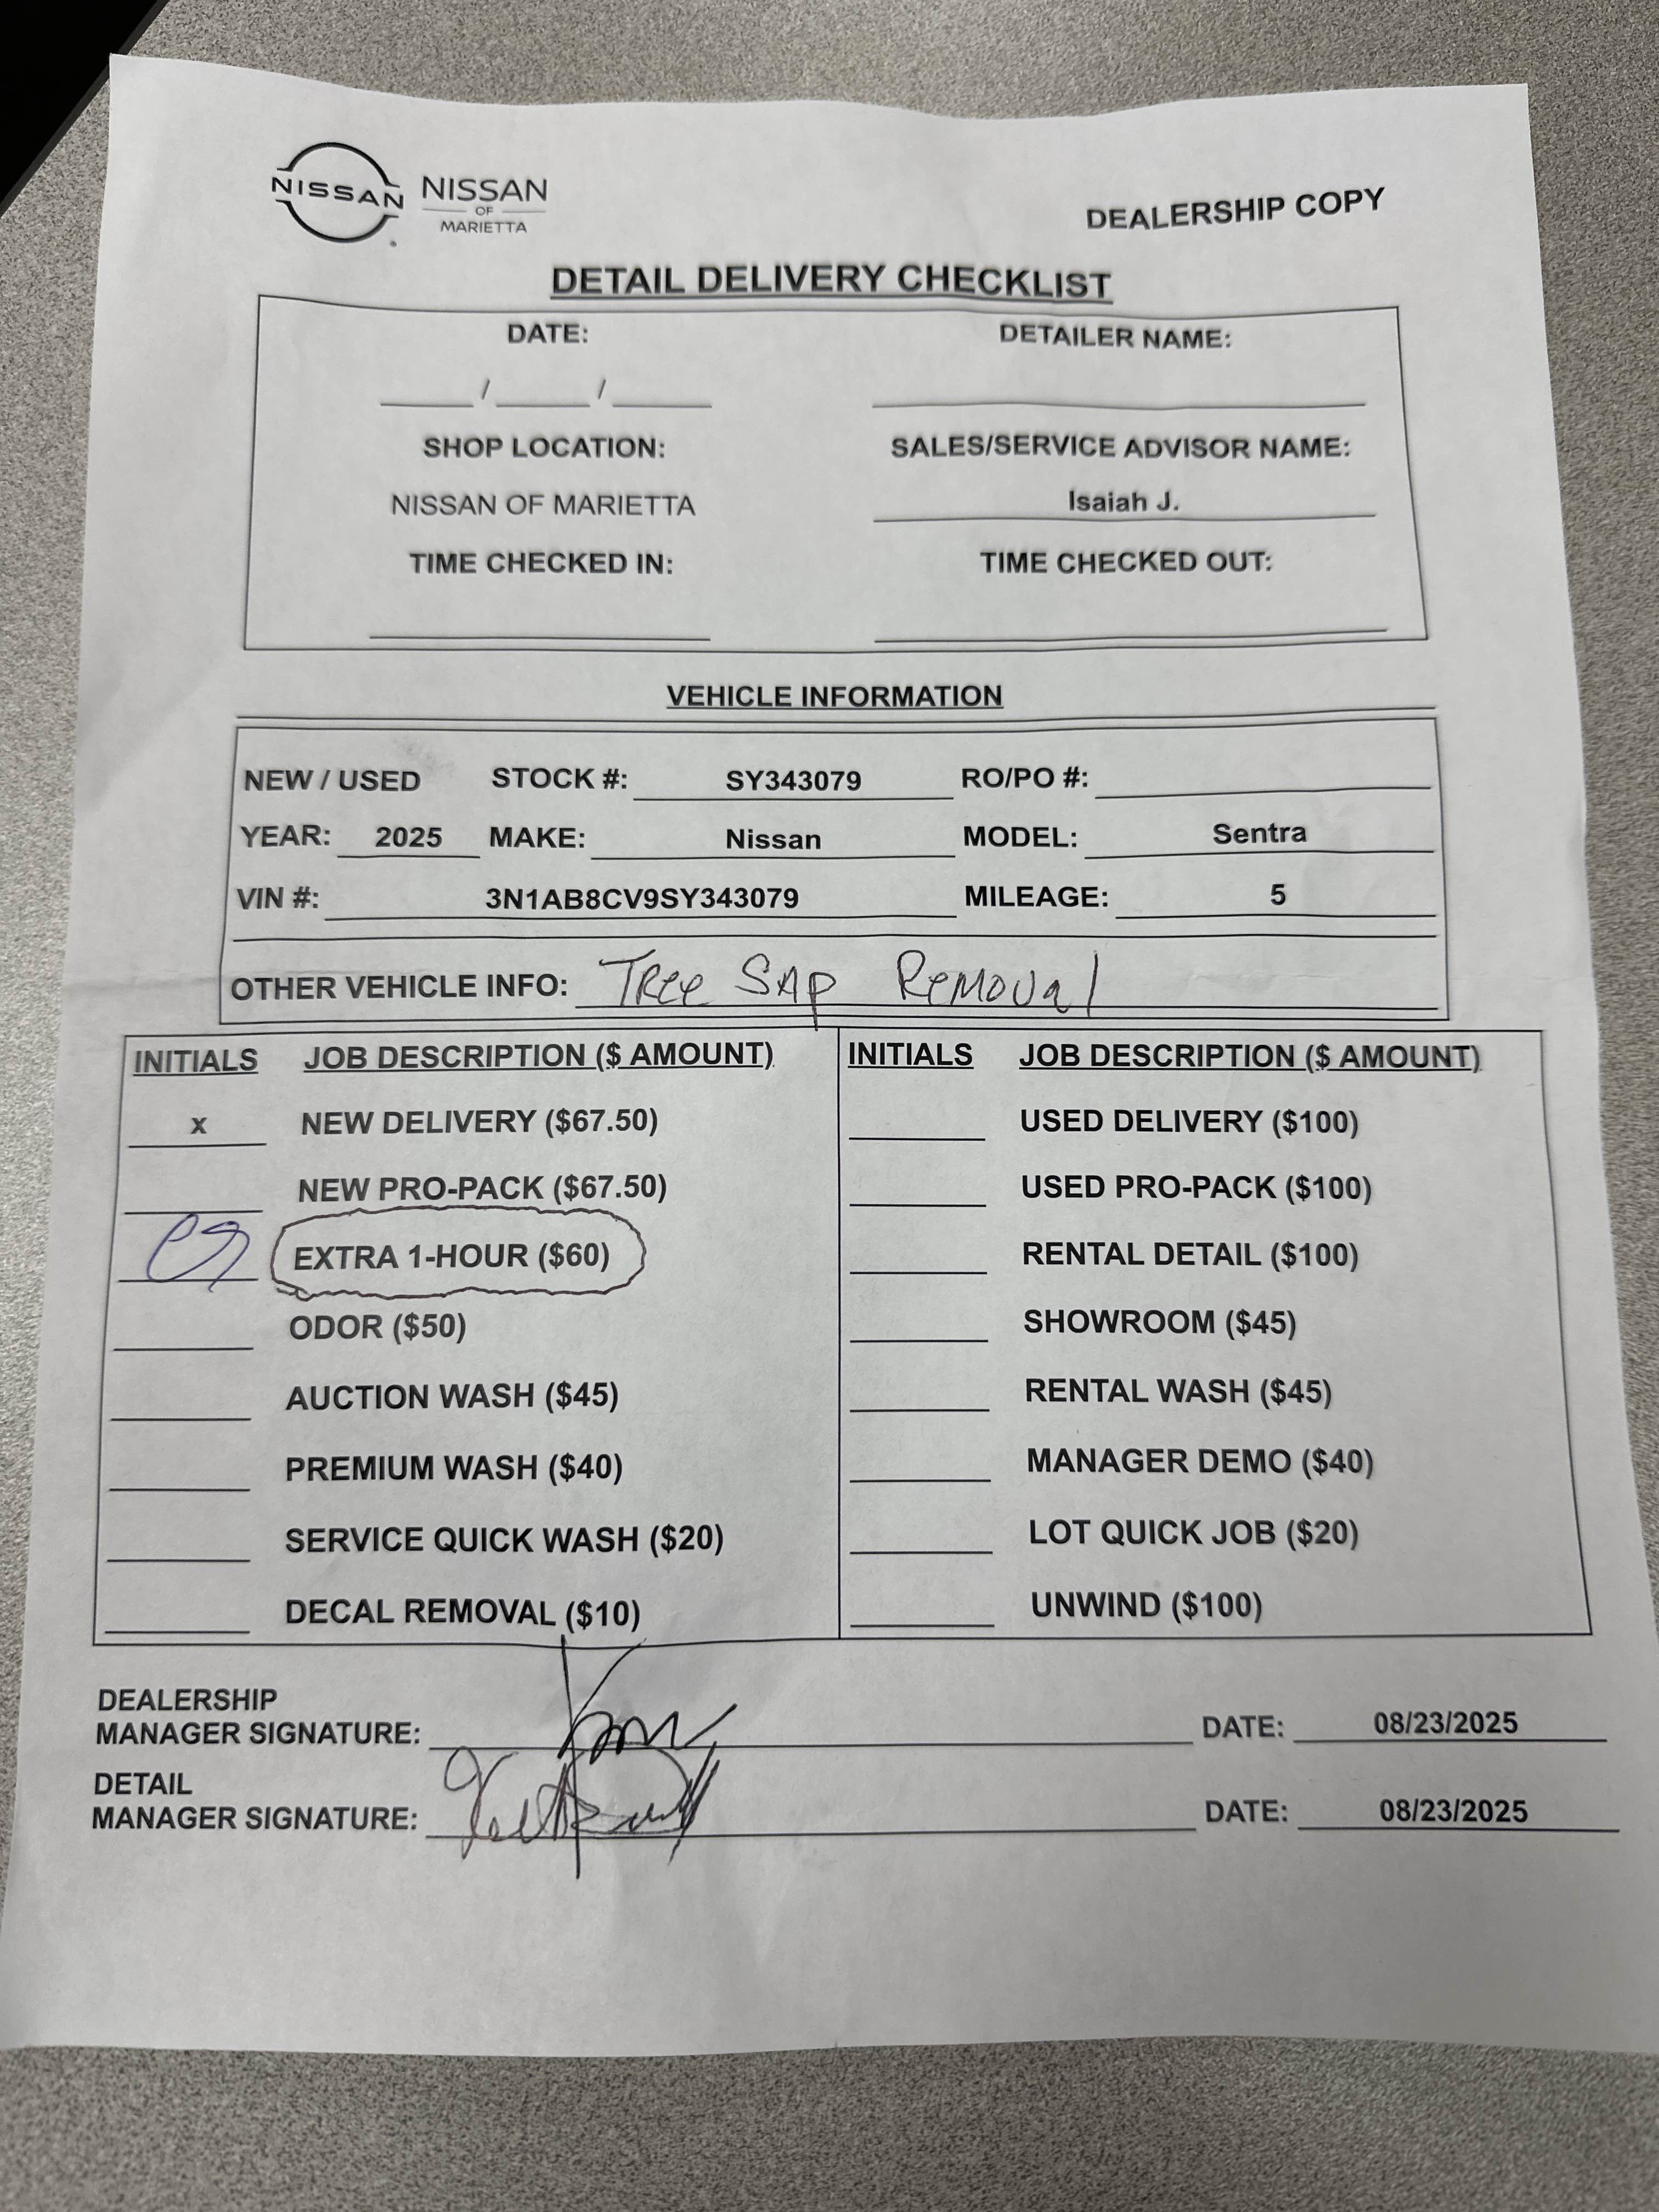 NISSAN NISSAN OF MARIETTA
DEALERSHIP COPY
DETAIL DELIVERY CHECKLIST
DATE: DETAILER NAME:
____ / ____ / ____ ____
SHOP LOCATION: SALES/SERVICE ADVISOR NAME:
NISSAN OF MARIETTA Isaiah J.
TIME CHECKED IN: TIME CHECKED OUT:
VEHICLE INFORMATION
NEW / USED STOCK #: SY343079 RO/PO #:
YEAR: 2025 MAKE: Nissan MODEL: Sentra
VIN #: 3N1AB8CV9SY343079 MILEAGE: 5
OTHER VEHICLE INFO: Tree SAP Removal
INITIALS JOB DESCRIPTION ($ AMOUNT) INITIALS JOB DESCRIPTION ($ AMOUNT)
x NEW DELIVERY ($67.50) USED DELIVERY ($100)
NEW PRO-PACK ($67.50) USED PRO-PACK ($100)
EXTRA 1-HOUR ($60) RENTAL DETAIL ($100)
ODOR ($50) SHOWROOM ($45)
AUCTION WASH ($45) RENTAL WASH ($45)
PREMIUM WASH ($40) MANAGER DEMO ($40)
SERVICE QUICK WASH ($20) LOT QUICK JOB ($20)
DECAL REMOVAL ($10) UNWIND ($100)
DEALERSHIP
MANAGER SIGNATURE: DATE: 08/23/2025
DETAIL
MANAGER SIGNATURE: DATE: 08/23/2025